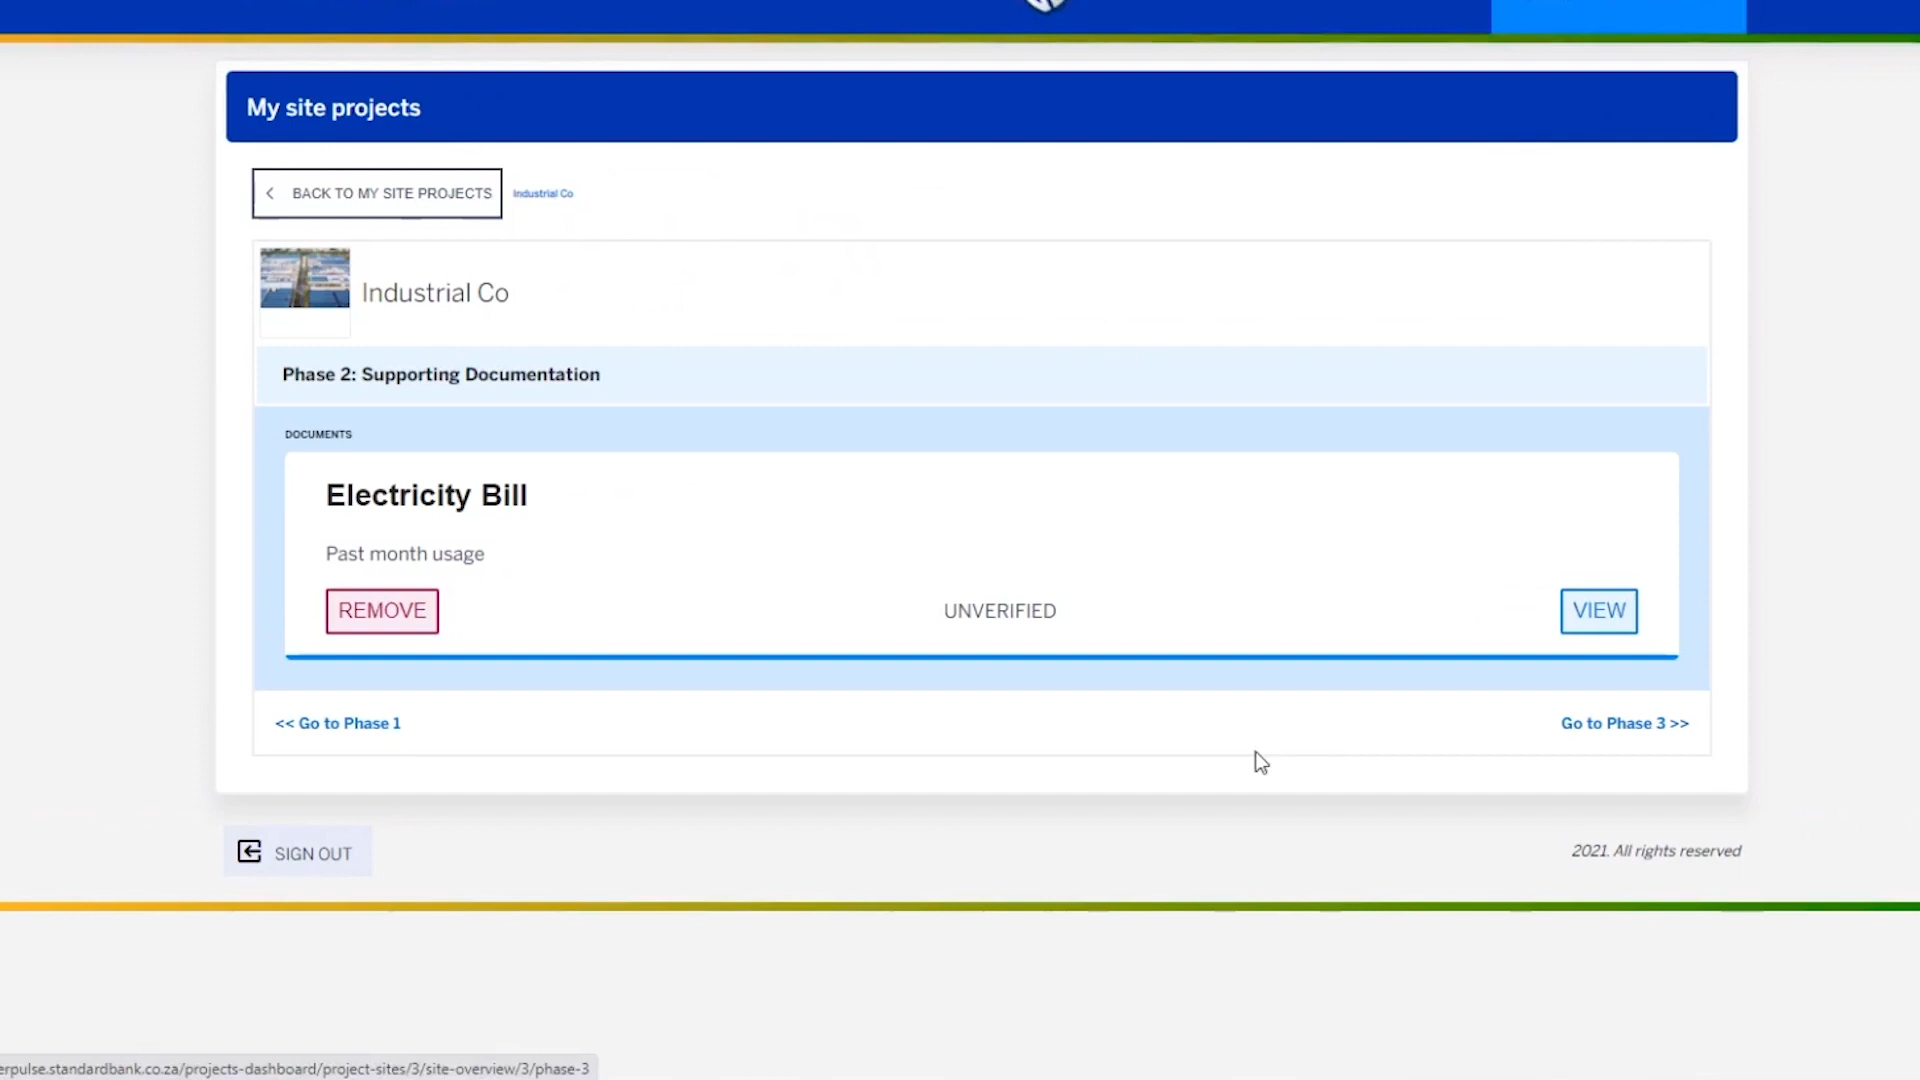 My site projects
BACK TO MY SITE PROJECTS
Industrial Co
Industrial Co
Phase 2: Supporting Documentation
DOCUMENTS
Electricity Bill
Past month usage
REMOVE
UNVERIFIED
VIEW
<< Go to Phase 1
Go to Phase 3 >>
SIGN OUT
2021. All rights reserved
erpulse.standardbank.co.za/projects-dashboard/project-sites/3/site-overview/3/phase-3